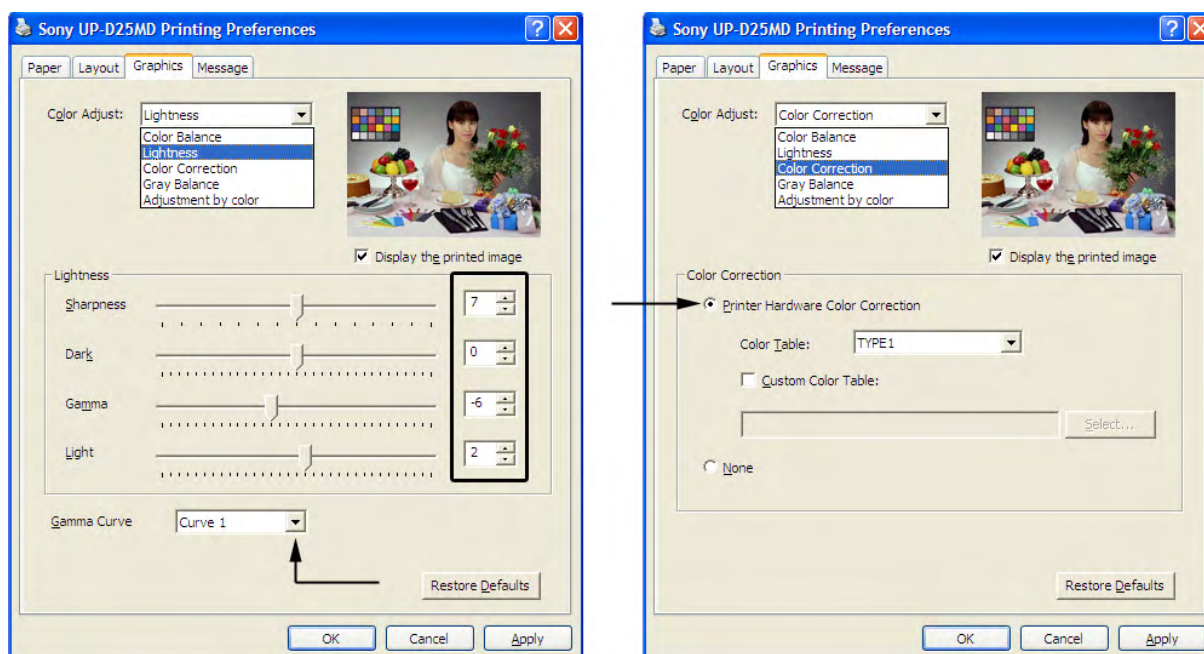 Sony UP-D25MD Printing Preferences
Paper Layout Graphics Message
Color Adjust: Lightness
Color Balance
Lightness
Color Correction
Gray Balance
Adjustment by color
Display the printed image
Lightness
Sharpness 7
Dark 0
Gamma -6
Light 2
Gamma Curve Curve 1
Restore Defaults
OK Cancel Apply
Sony UP-D25MD Printing Preferences
Paper Layout Graphics Message
Color Adjust: Color Correction
Color Balance
Lightness
Color Correction
Gray Balance
Adjustment by color
Display the printed image
Color Correction
Printer Hardware Color Correction
Color Table: TYPE1
Custom Color Table:
Select...
None
Restore Defaults
OK Cancel Apply